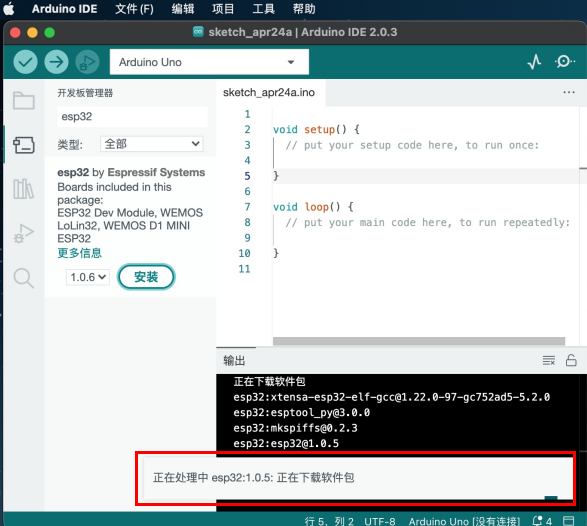 Arduino IDE 文件(F) 编辑 项目 工具 帮助
sketch_apr24a | Arduino IDE 2.0.3
Arduino Uno
开发板管理器
esp32
类型: 全部
esp32 by Espressif Systems
Boards included in this
package:
ESP32 Dev Module, WEMOS
LoLin32, WEMOS D1 MINI
ESP32
更多信息
1.0.6 安装
sketch_apr24a.ino
1
2 void setup() {
3 // put your setup code here, to run once:
4
5 }
6
7 void loop() {
8 // put your main code here, to run repeatedly:
9
10 }
11
输出
正在下载软件包
esp32:xtensa-esp32-elf-gcc@1.22.0-97-gc752ad5-5.2.0
esp32:esptool_py@3.0.0
esp32:mkspiffs@0.2.3
esp32:esp32@1.0.5
正在处理中 esp32:1.0.5: 正在下载软件包
行 5，列 2 UTF-8 Arduino Uno [没有连接] 4